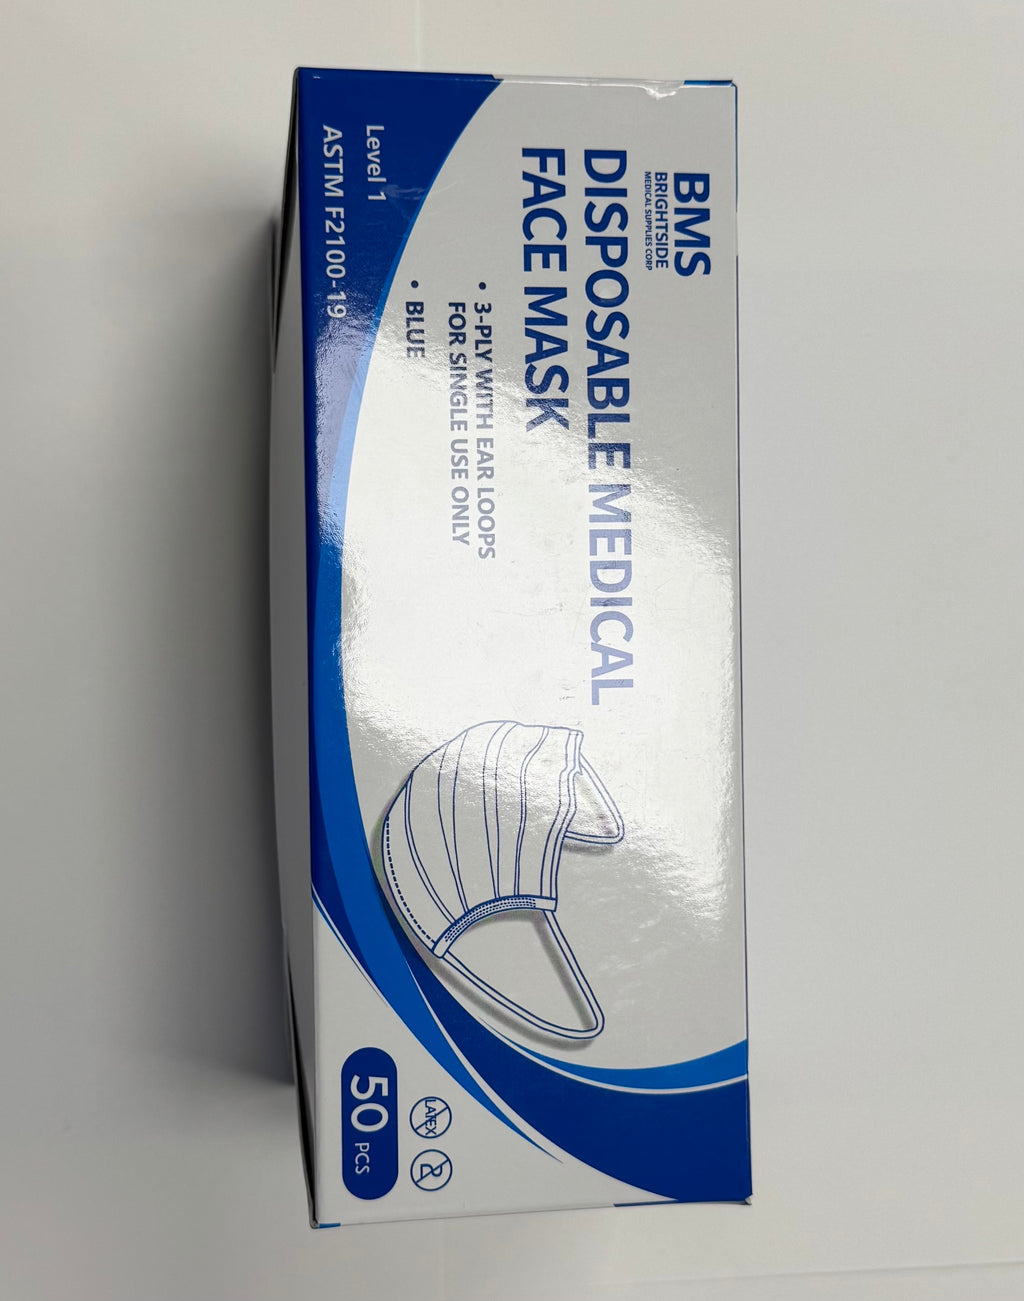 BMS
BRIGHTSIDE
MEDICAL SUPPLIES CORP
DISPOSABLE MEDICAL
FACE MASK
• 3-PLY WITH EAR LOOPS
FOR SINGLE USE ONLY
• BLUE
Level 1
ASTM F2100-19
LATEX
2
50 PCS